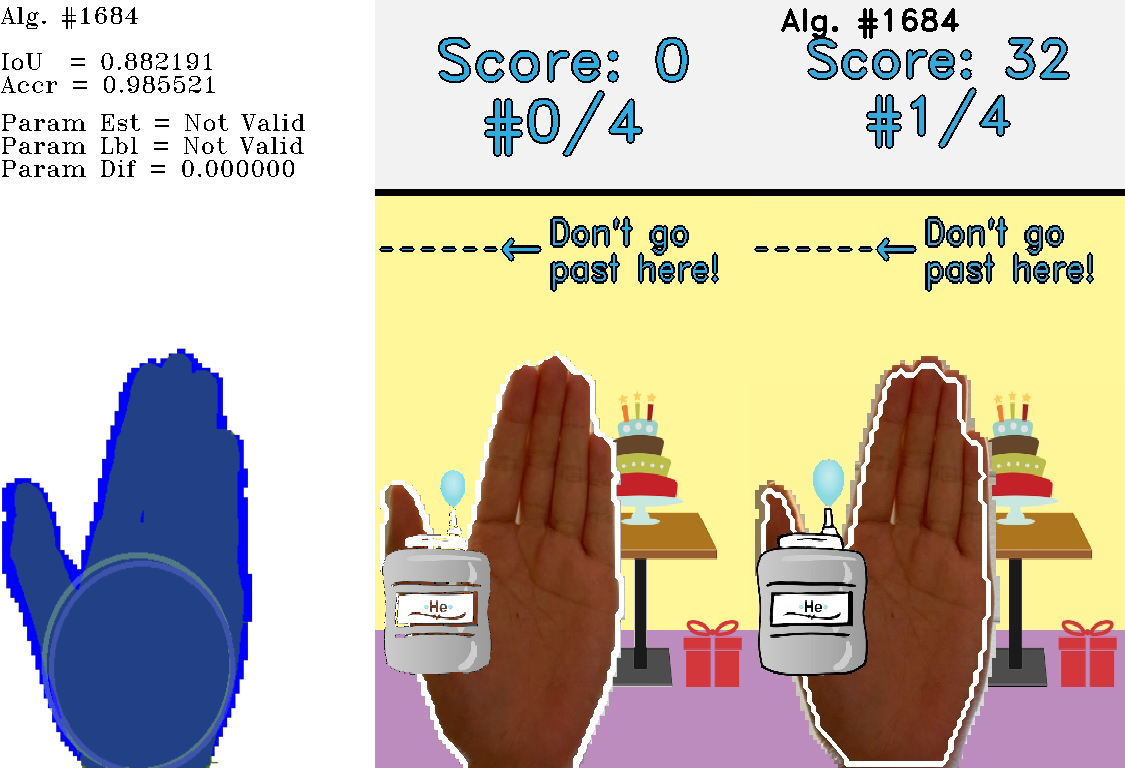 Alg. #1684
IoU = 0.882191
Accr = 0.985521
Param Est = Not Valid
Param Lbl = Not Valid
Param Dif = 0.000000
Score: 0
#0/4
Don't go
past here!
·He·
Alg. #1684
Score: 32
#1/4
Don't go
past here!
·He·